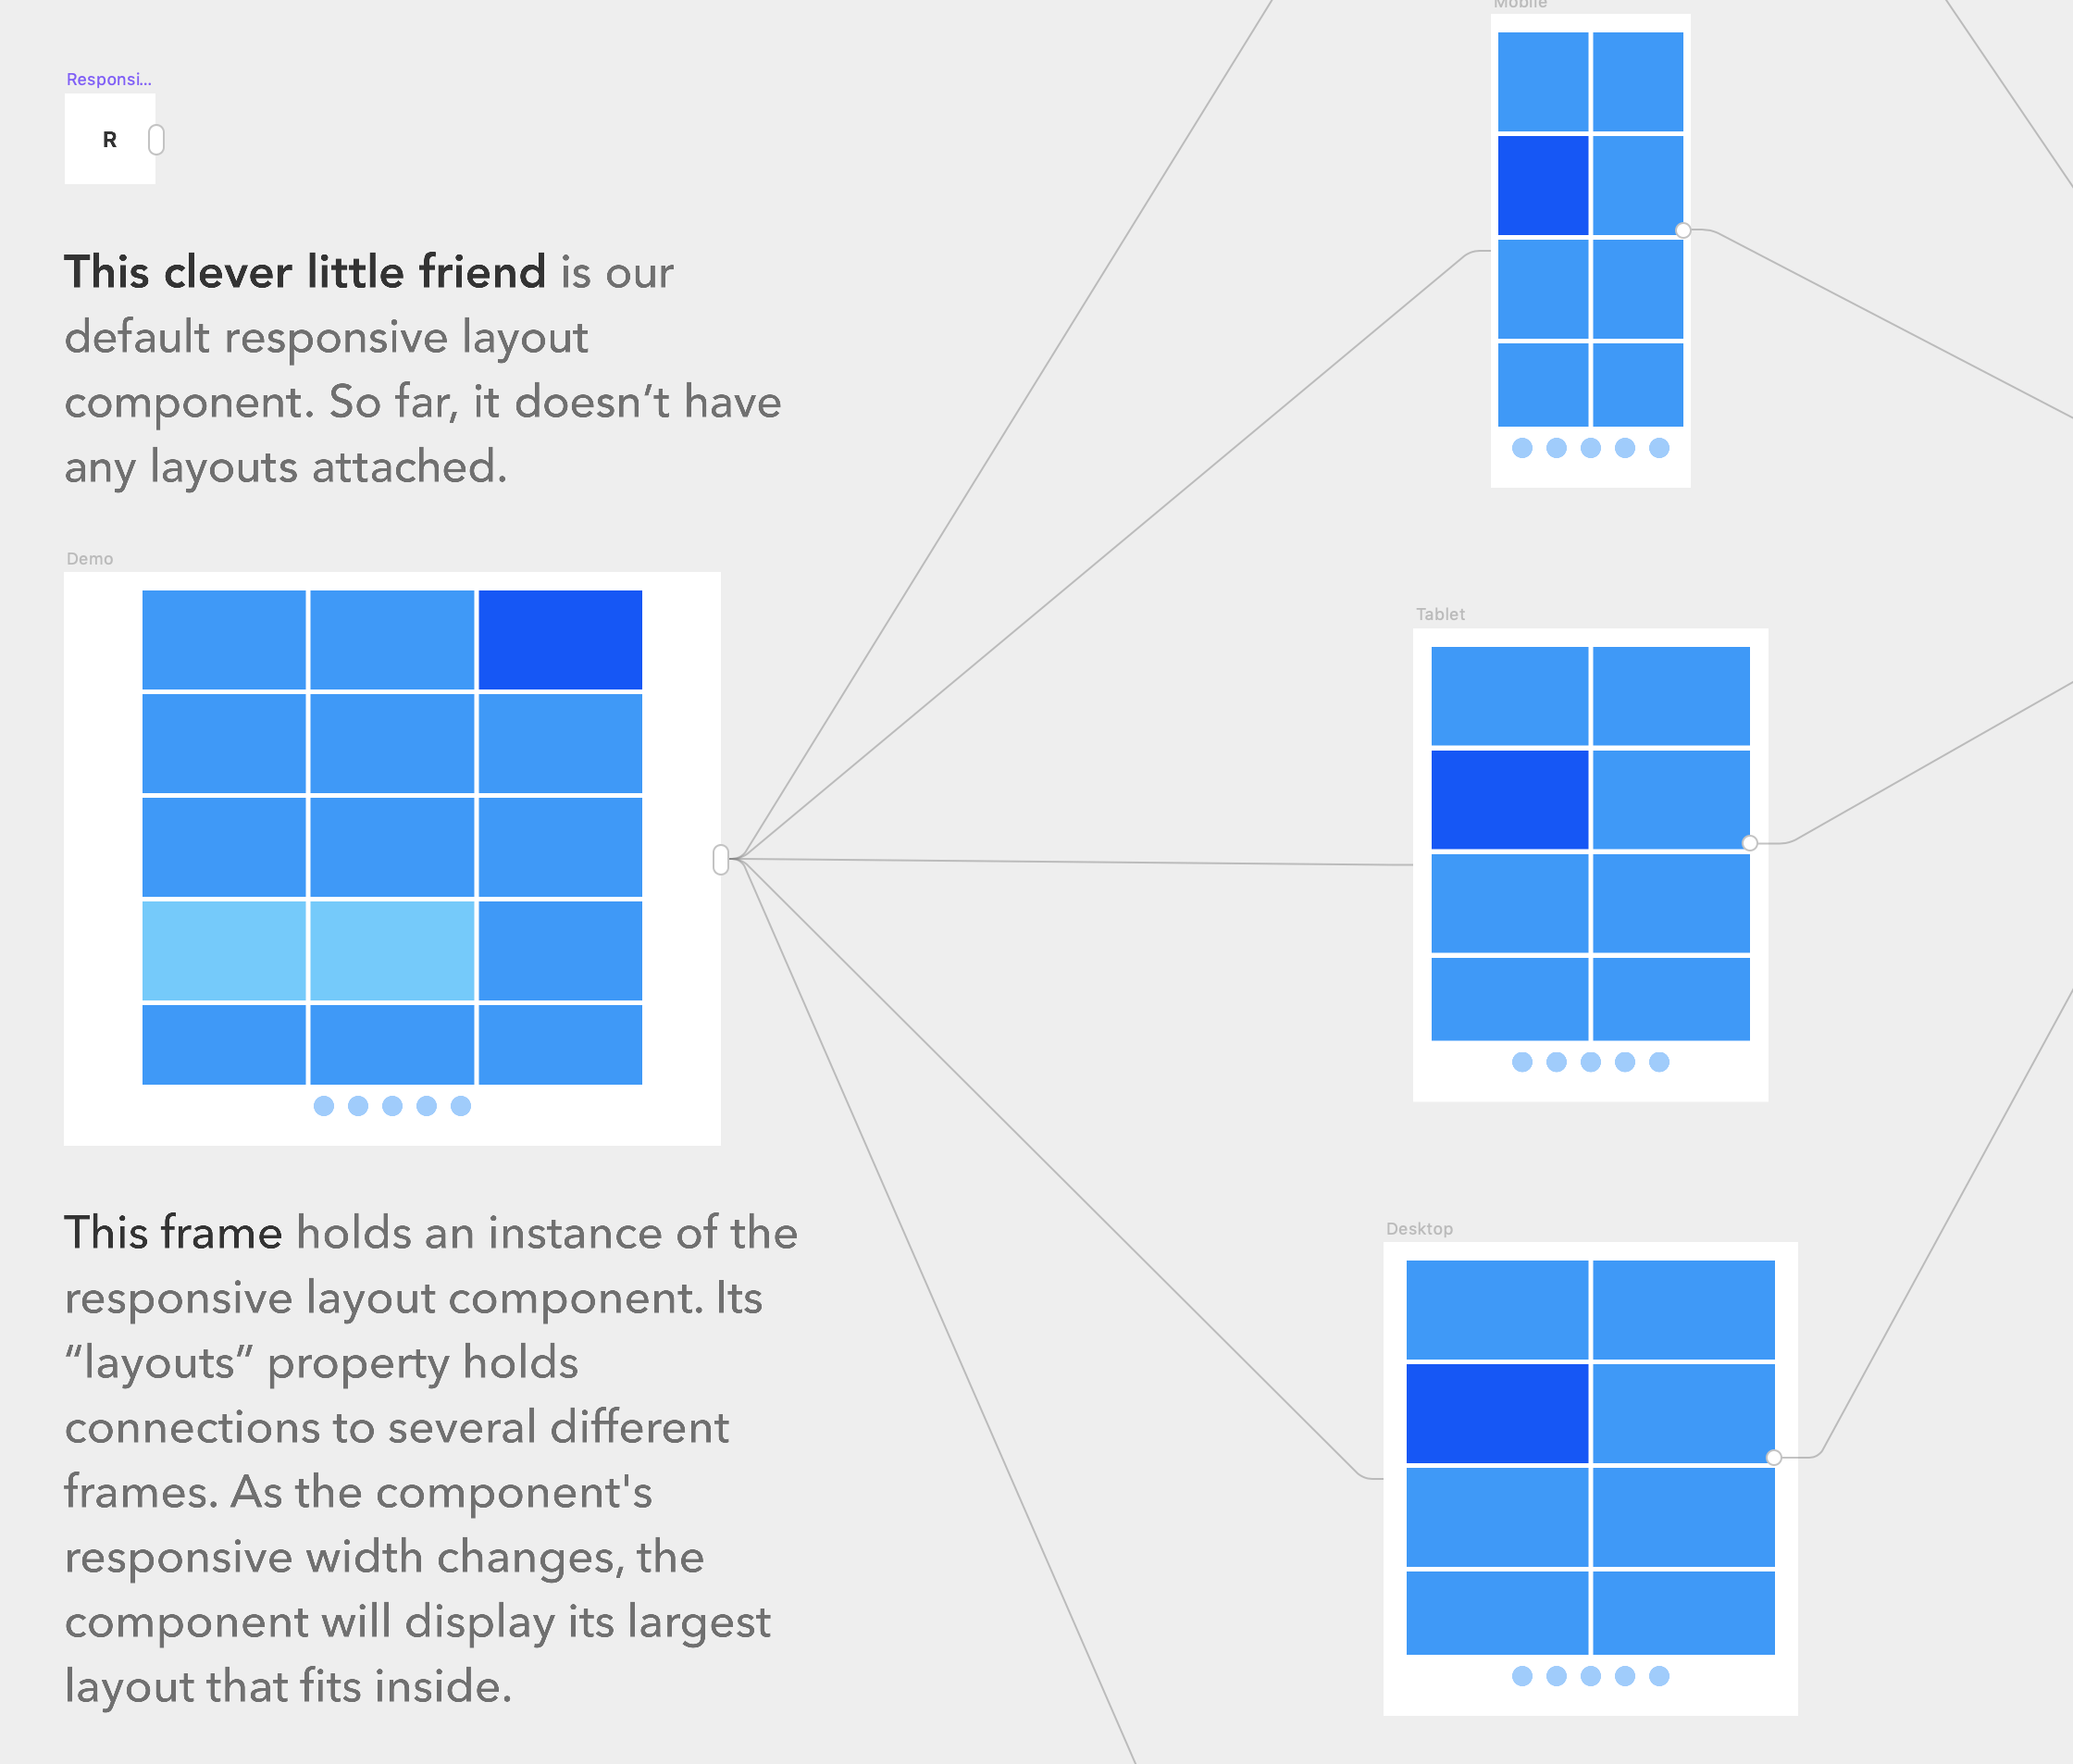 Mobile
Responsi...
R
This clever little friend is our
default responsive layout
component. So far, it doesn’t have
any layouts attached.
Demo
Tablet
This frame holds an instance of the
responsive layout component. Its
“layouts” property holds
connections to several different
frames. As the component's
responsive width changes, the
component will display its largest
layout that fits inside.
Desktop